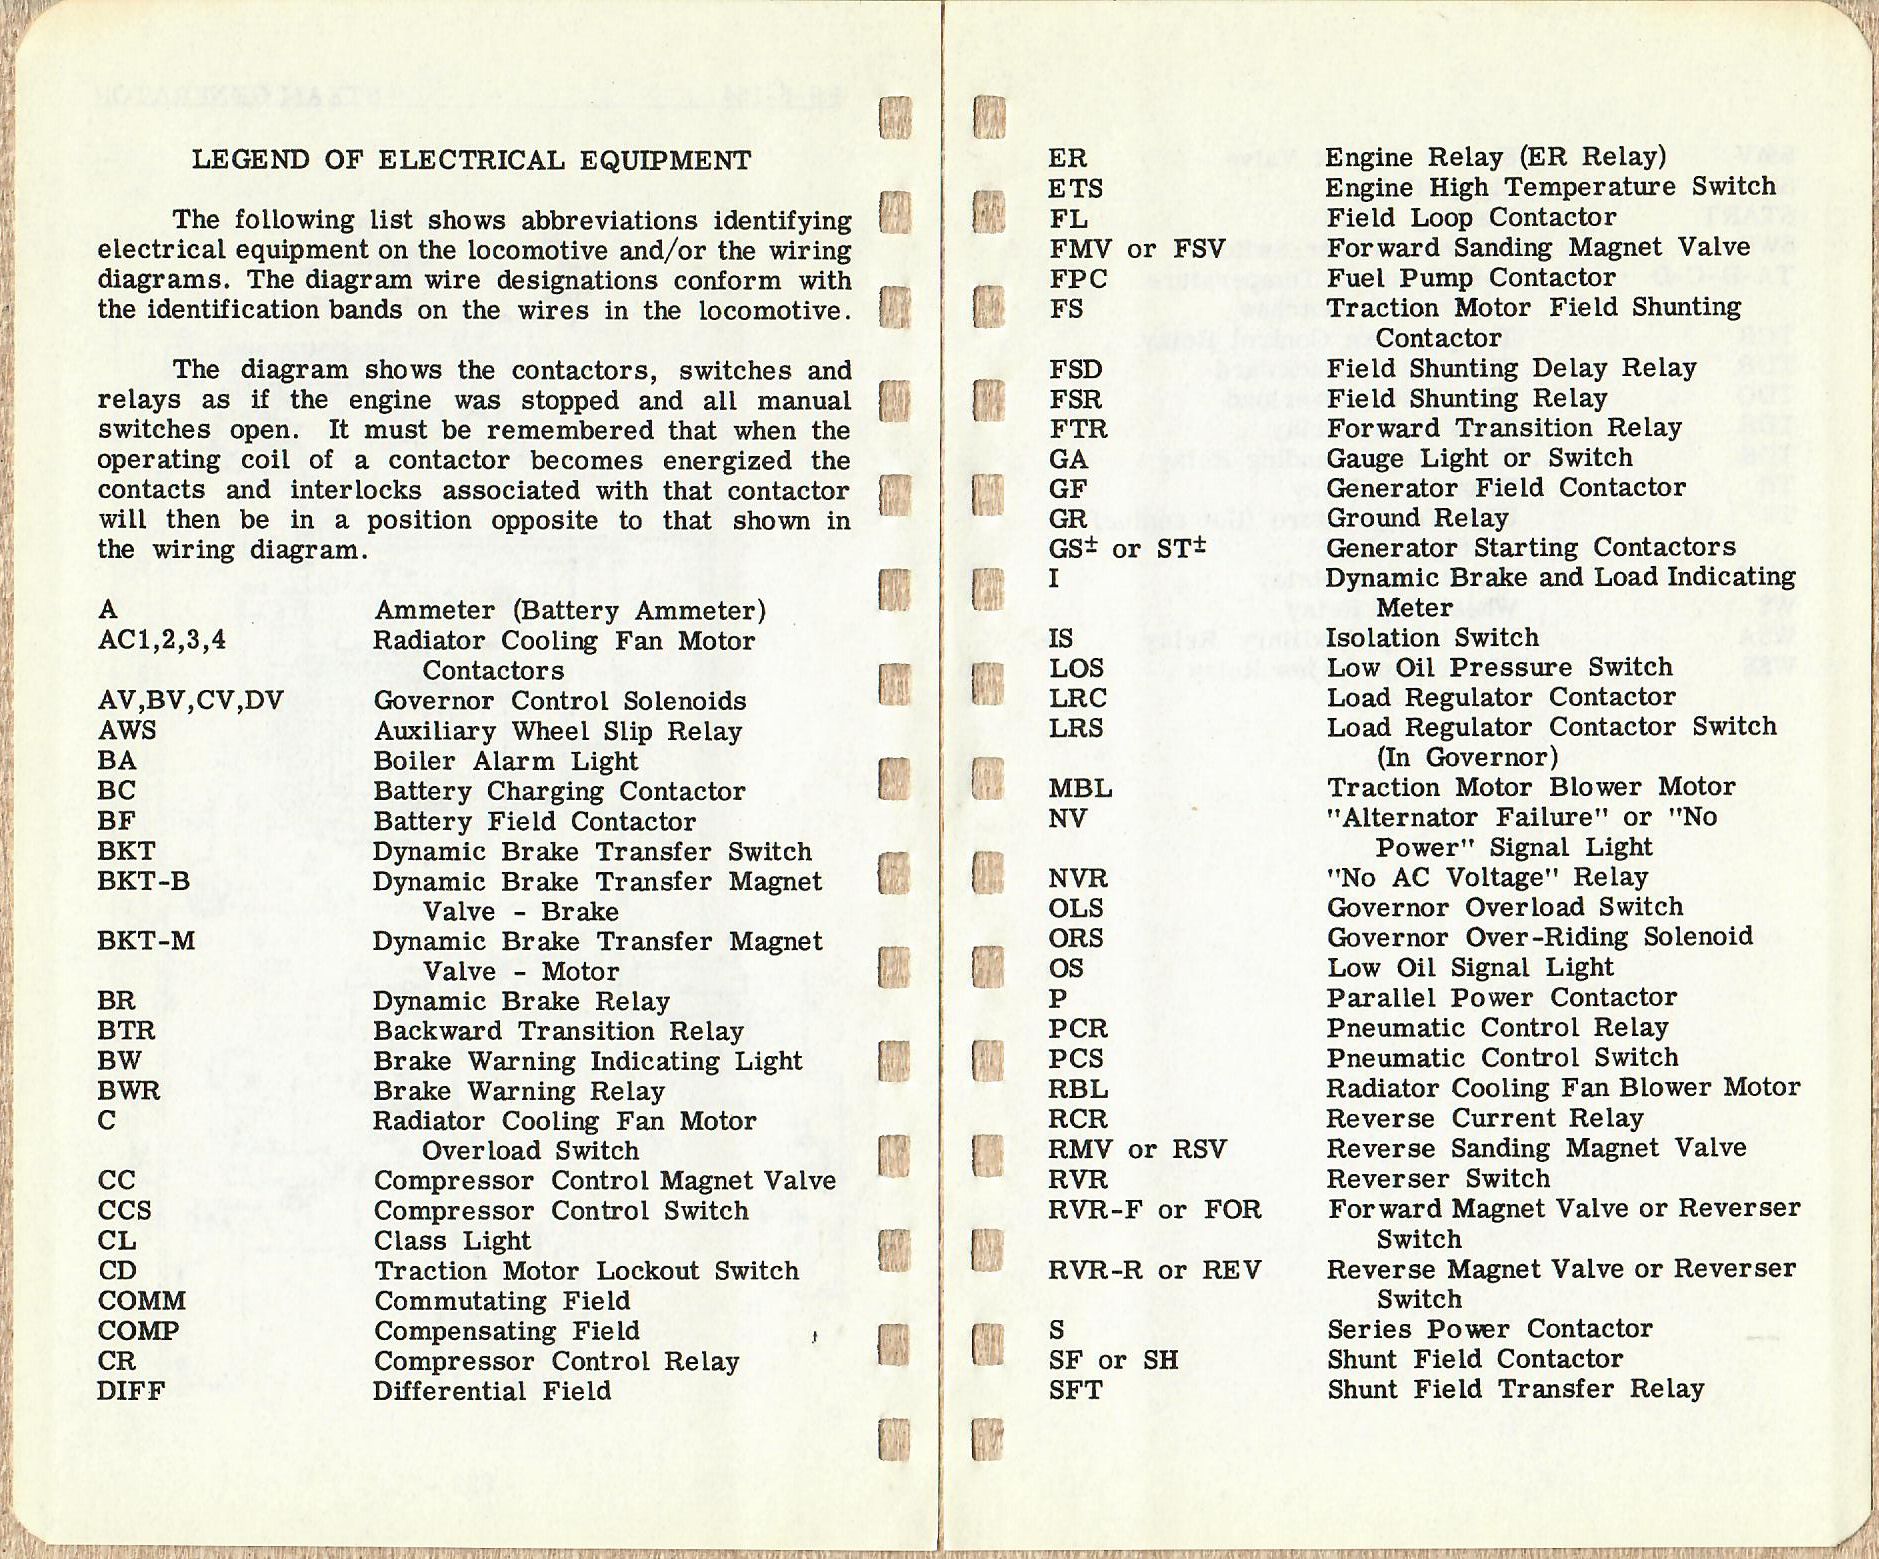 LEGEND OF ELECTRICAL EQUIPMENT
The following list shows abbreviations identifying
electrical equipment on the locomotive and/or the wiring
diagrams. The diagram wire designations conform with
the identification bands on the wires in the locomotive.
The diagram shows the contactors, switches and
relays as if the engine was stopped and all manual
switches open. It must be remembered that when the
operating coil of a contactor becomes energized the
contacts and interlocks associated with that contactor
will then be in a position opposite to that shown in
the wiring diagram.
A Ammeter (Battery Ammeter)
AC1,2,3,4 Radiator Cooling Fan Motor
Contactors
AV,BV,CV,DV Governor Control Solenoids
AWS Auxiliary Wheel Slip Relay
BA Boiler Alarm Light
BC Battery Charging Contactor
BF Battery Field Contactor
BKT Dynamic Brake Transfer Switch
BKT-B Dynamic Brake Transfer Magnet
Valve - Brake
BKT-M Dynamic Brake Transfer Magnet
Valve - Motor
BR Dynamic Brake Relay
BTR Backward Transition Relay
BW Brake Warning Indicating Light
BWR Brake Warning Relay
C Radiator Cooling Fan Motor
Overload Switch
CC Compressor Control Magnet Valve
CCS Compressor Control Switch
CL Class Light
CD Traction Motor Lockout Switch
COMM Commutating Field
COMP Compensating Field
CR Compressor Control Relay
DIFF Differential Field
ER Engine Relay (ER Relay)
ETS Engine High Temperature Switch
FL Field Loop Contactor
FMV or FSV Forward Sanding Magnet Valve
FPC Fuel Pump Contactor
FS Traction Motor Field Shunting
Contactor
FSD Field Shunting Delay Relay
FSR Field Shunting Relay
FTR Forward Transition Relay
GA Gauge Light or Switch
GF Generator Field Contactor
GR Ground Relay
GS± or ST± Generator Starting Contactors
I Dynamic Brake and Load Indicating
Meter
IS Isolation Switch
LOS Low Oil Pressure Switch
LRC Load Regulator Contactor
LRS Load Regulator Contactor Switch
(In Governor)
MBL Traction Motor Blower Motor
NV "Alternator Failure" or "No
Power" Signal Light
NVR "No AC Voltage" Relay
OLS Governor Overload Switch
ORS Governor Over-Riding Solenoid
OS Low Oil Signal Light
P Parallel Power Contactor
PCR Pneumatic Control Relay
PCS Pneumatic Control Switch
RBL Radiator Cooling Fan Blower Motor
RCR Reverse Current Relay
RMV or RSV Reverse Sanding Magnet Valve
RVR Reverser Switch
RVR-F or FOR Forward Magnet Valve or Reverser
Switch
RVR-R or REV Reverse Magnet Valve or Reverser
Switch
S Series Power Contactor
SF or SH Shunt Field Contactor
SFT Shunt Field Transfer Relay